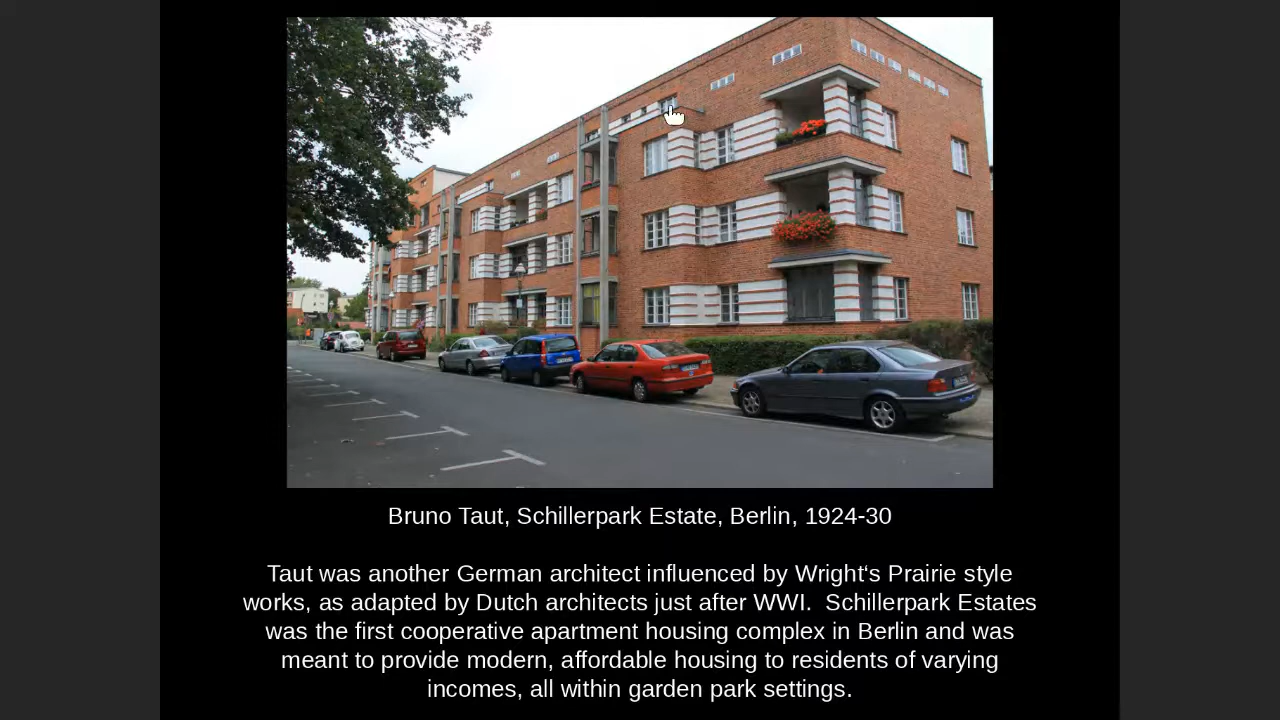 Bruno Taut, Schillerpark Estate, Berlin, 1924-30
Taut was another German architect influenced by Wright‘s Prairie style
works, as adapted by Dutch architects just after WWI.  Schillerpark Estates
was the first cooperative apartment housing complex in Berlin and was
meant to provide modern, affordable housing to residents of varying
incomes, all within garden park settings.